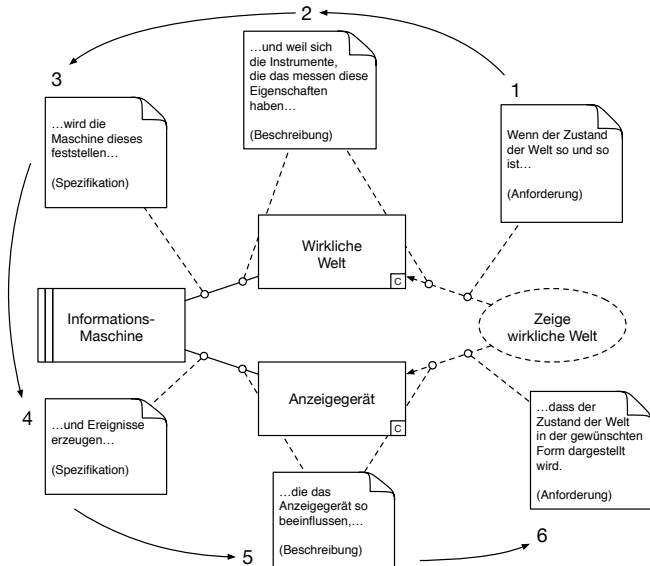 2
…und weil sich
die Instrumente,
die das messen diese
Eigenschaften
haben…
(Beschreibung)
3
…wird die
Maschine dieses
feststellen…
(Spezifikation)
1
Wenn der Zustand
der Welt so und so
ist…
(Anforderung)
Wirkliche
Welt
C
Informations-
Maschine
Zeige
wirkliche Welt
Anzeigegerät
C
4
…und Ereignisse
erzeugen…
(Spezifikation)
5
…die das
Anzeigegerät so
beeinflussen,…
(Beschreibung)
…dass der
Zustand der Welt
in der gewünschten
Form dargestellt
wird.
(Anforderung)
6